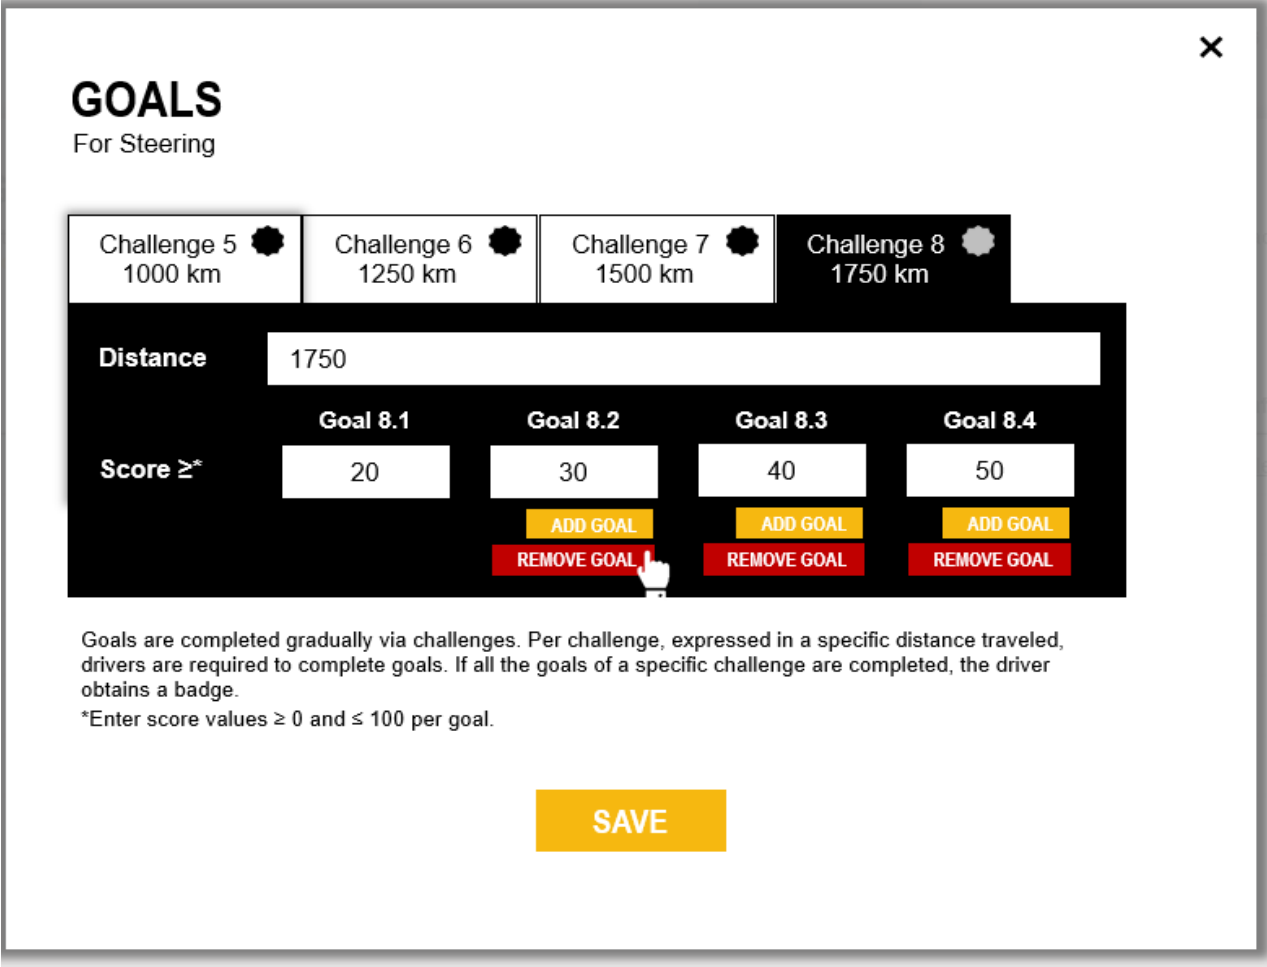 GOALS
For Steering
Challenge 5
1000 km
Challenge 6
1250 km
Challenge 7
1500 km
Challenge 8
1750 km
Distance
1750
Goal 8.1
Goal 8.2
Goal 8.3
Goal 8.4
Score ≥*
20
30
40
50
ADD GOAL
ADD GOAL
ADD GOAL
REMOVE GOAL
REMOVE GOAL
REMOVE GOAL
Goals are completed gradually via challenges. Per challenge, expressed in a specific distance traveled,
drivers are required to complete goals. If all the goals of a specific challenge are completed, the driver
obtains a badge.
*Enter score values ≥ 0 and ≤ 100 per goal.
SAVE